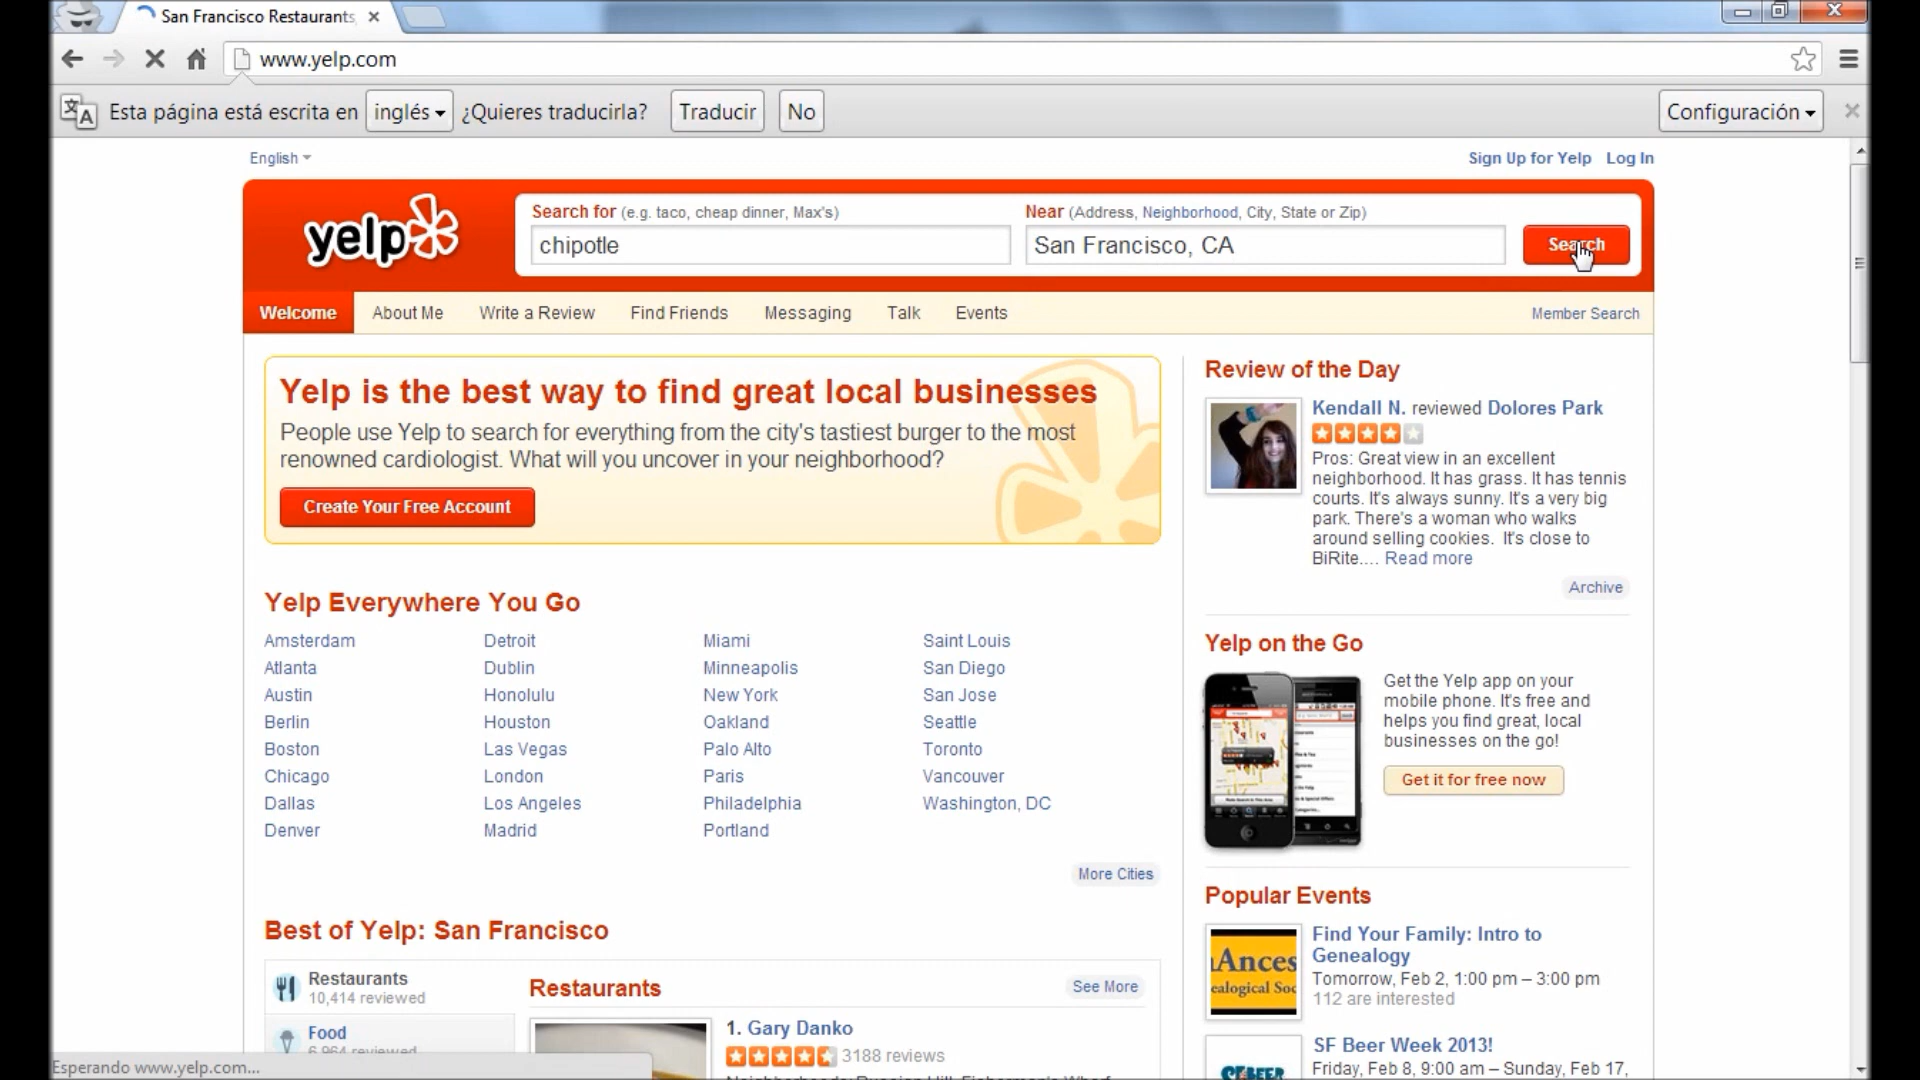 San Francisco Restaurants,
www.yelp.com
Esta página está escrita en inglés ¿Quieres traducirla? Traducir No Configuración
English
Sign Up for Yelp Log In
yelp
Search for (e.g. taco, cheap dinner, Max's)
chipotle
Near (Address, Neighborhood, City, State or Zip)
San Francisco, CA
Search
Welcome About Me Write a Review Find Friends Messaging Talk Events Member Search
Yelp is the best way to find great local businesses
People use Yelp to search for everything from the city's tastiest burger to the most
renowned cardiologist. What will you uncover in your neighborhood?
Create Your Free Account
Yelp Everywhere You Go
Amsterdam
Atlanta
Austin
Berlin
Boston
Chicago
Dallas
Denver
Detroit
Dublin
Honolulu
Houston
Las Vegas
London
Los Angeles
Madrid
Miami
Minneapolis
New York
Oakland
Palo Alto
Paris
Philadelphia
Portland
Saint Louis
San Diego
San Jose
Seattle
Toronto
Vancouver
Washington, DC
More Cities
Best of Yelp: San Francisco
Restaurants
10,414 reviewed
Food
6,964 reviewed
Restaurants
See More
1. Gary Danko
3188 reviews
Review of the Day
Kendall N. reviewed Dolores Park
Pros: Great view in an excellent
neighborhood. It has grass. It has tennis
courts. It's always sunny. It's a very big
park. There's a woman who walks
around selling cookies. It's close to
BiRite.... Read more
Archive
Yelp on the Go
Get the Yelp app on your
mobile phone. It's free and
helps you find great, local
businesses on the go!
Get it for free now
Popular Events
Find Your Family: Intro to
Genealogy
Tomorrow, Feb 2, 1:00 pm – 3:00 pm
112 are interested
SF Beer Week 2013!
Friday, Feb 8, 9:00 am – Sunday, Feb 17,
Esperando www.yelp.com...